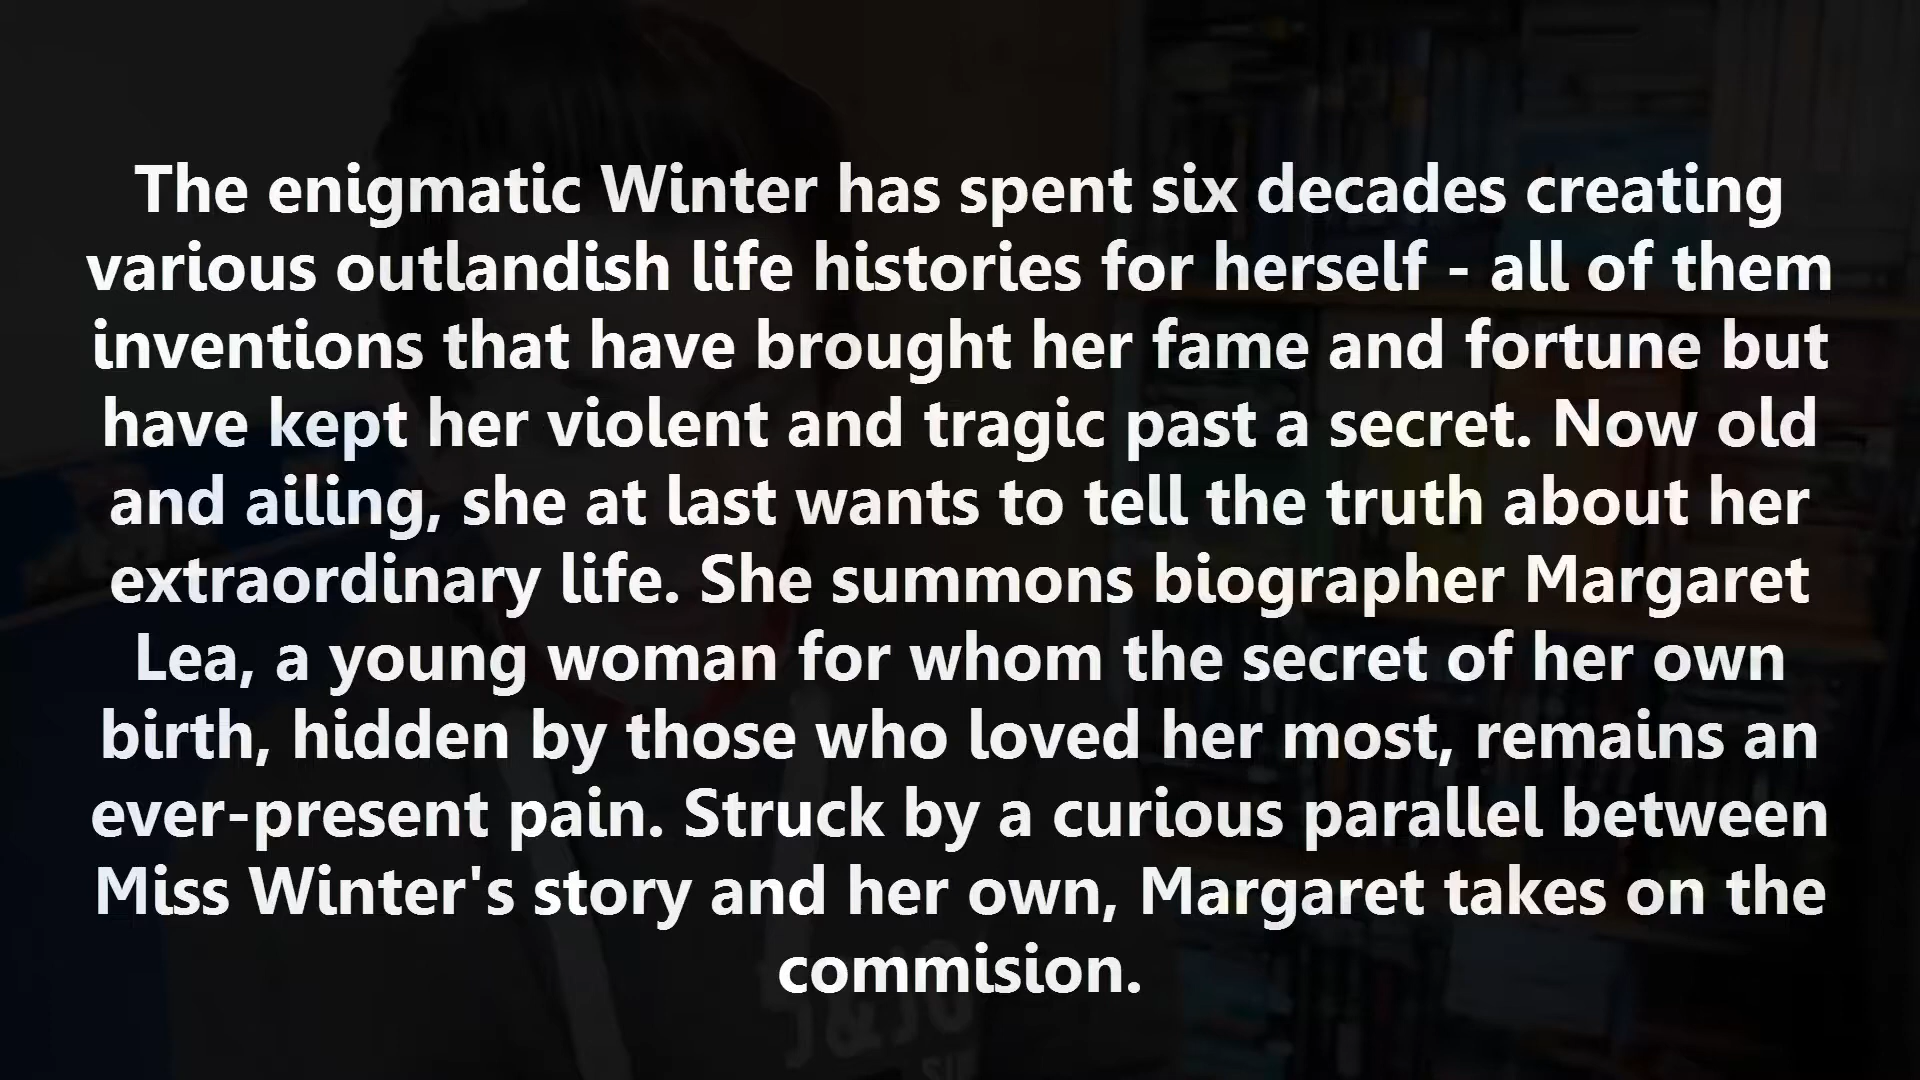 The enigmatic Winter has spent six decades creating
various outlandish life histories for herself - all of them
inventions that have brought her fame and fortune but
have kept her violent and tragic past a secret. Now old
and ailing, she at last wants to tell the truth about her
extraordinary life. She summons biographer Margaret
Lea, a young woman for whom the secret of her own
birth, hidden by those who loved her most, remains an
ever-present pain. Struck by a curious parallel between
Miss Winter's story and her own, Margaret takes on the
commision.
J&JO